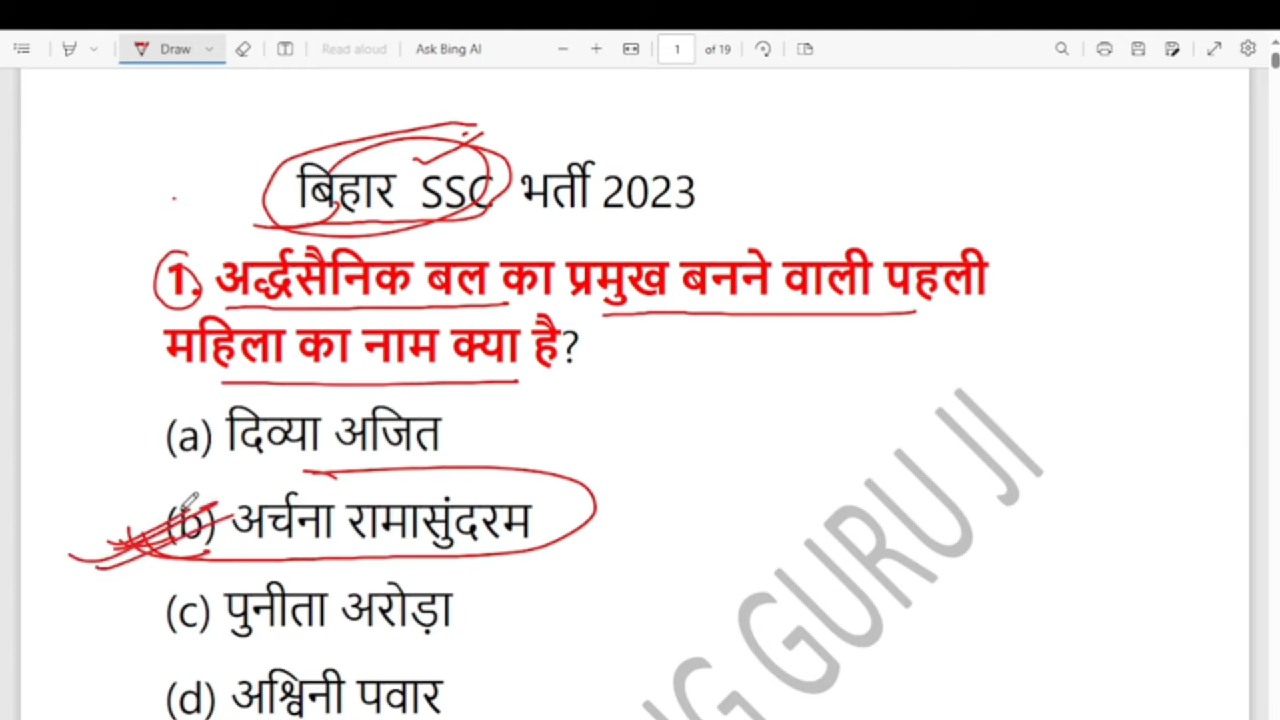 Draw
Read aloud
Ask Bing AI
1
of 19
बिहार SSC भर्ती 2023
1. अर्द्धसैनिक बल का प्रमुख बनने वाली पहली
महिला का नाम क्या है?
(a) दिव्या अजित
(b) अर्चना रामासुंदरम
(c) पुनीता अरोड़ा
(d) अश्विनी पवार
G GURU JI